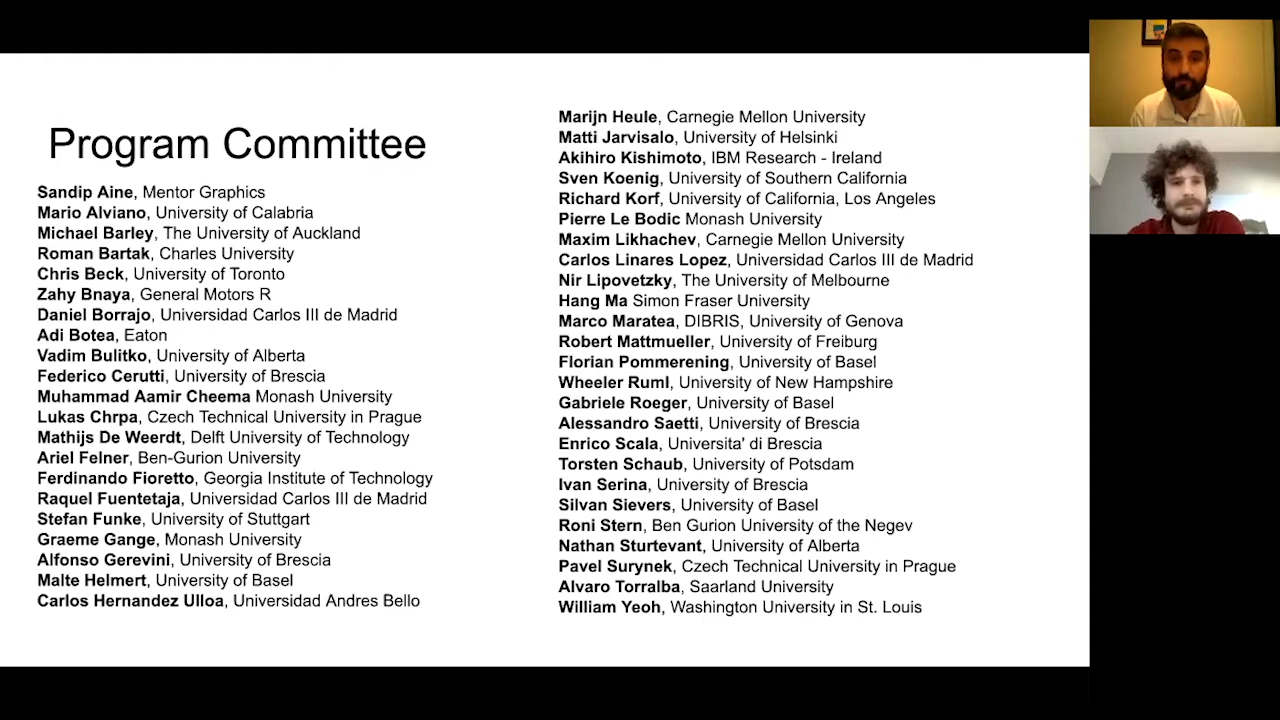 Program Committee
Sandip Aine, Mentor Graphics
Mario Alviano, University of Calabria
Michael Barley, The University of Auckland
Roman Bartak, Charles University
Chris Beck, University of Toronto
Zahy Bnaya, General Motors R
Daniel Borrajo, Universidad Carlos III de Madrid
Adi Botea, Eaton
Vadim Bulitko, University of Alberta
Federico Cerutti, University of Brescia
Muhammad Aamir Cheema Monash University
Lukas Chrpa, Czech Technical University in Prague
Mathijs De Weerdt, Delft University of Technology
Ariel Felner, Ben-Gurion University
Ferdinando Fioretto, Georgia Institute of Technology
Raquel Fuentetaja, Universidad Carlos III de Madrid
Stefan Funke, University of Stuttgart
Graeme Gange, Monash University
Alfonso Gerevini, University of Brescia
Malte Helmert, University of Basel
Carlos Hernandez Ulloa, Universidad Andres Bello
Marijn Heule, Carnegie Mellon University
Matti Jarvisalo, University of Helsinki
Akihiro Kishimoto, IBM Research - Ireland
Sven Koenig, University of Southern California
Richard Korf, University of California, Los Angeles
Pierre Le Bodic Monash University
Maxim Likhachev, Carnegie Mellon University
Carlos Linares Lopez, Universidad Carlos III de Madrid
Nir Lipovetzky, The University of Melbourne
Hang Ma Simon Fraser University
Marco Maratea, DIBRIS, University of Genova
Robert Mattmueller, University of Freiburg
Florian Pommerening, University of Basel
Wheeler Ruml, University of New Hampshire
Gabriele Roeger, University of Basel
Alessandro Saetti, University of Brescia
Enrico Scala, Universita' di Brescia
Torsten Schaub, University of Potsdam
Ivan Serina, University of Brescia
Silvan Sievers, University of Basel
Roni Stern, Ben Gurion University of the Negev
Nathan Sturtevant, University of Alberta
Pavel Surynek, Czech Technical University in Prague
Alvaro Torralba, Saarland University
William Yeoh, Washington University in St. Louis